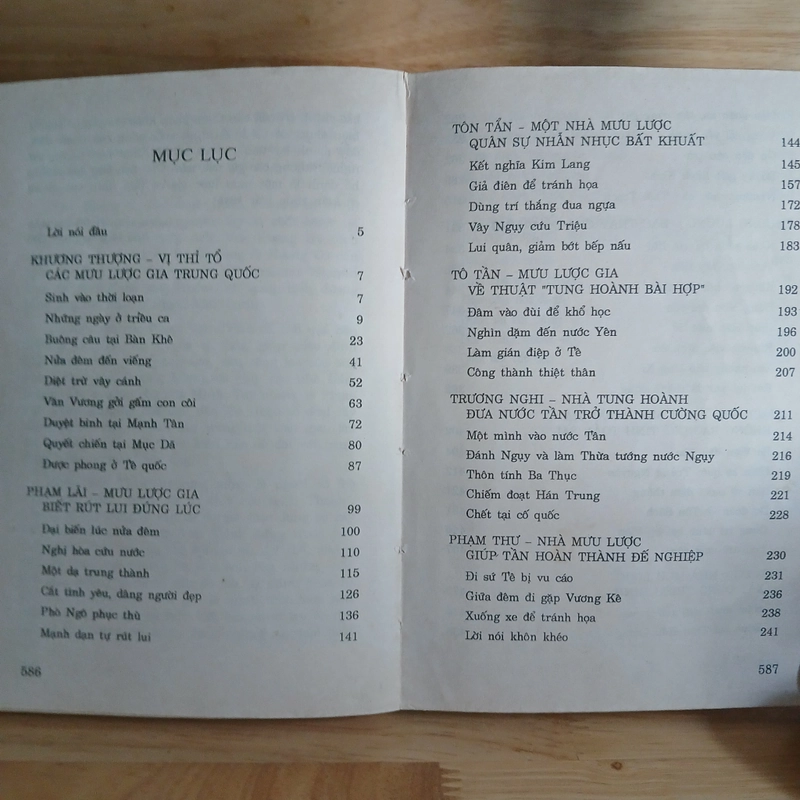 MỤC LỤC
Lời nói đầu 5
KHƯƠNG THƯỢNG – VỊ THỈ TỔ
CÁC MƯU LƯỢC GIA TRUNG QUỐC 7
Sinh vào thời loạn 7
Những ngày ở triều ca 9
Buông câu tại Bàn Khê 23
Nửa đêm đến viếng 41
Diệt trừ vây cánh 52
Văn Vương gởi gấm con côi 63
Duyệt binh tại Mạnh Tân 72
Quyết chiến tại Mục Dã 80
Được phong ở Tề quốc 87
PHẠM LÃI – MƯU LƯỢC GIA
BIẾT RÚT LUI ĐÚNG LÚC 99
Đại biến lúc nửa đêm 100
Nghị hòa cứu nước 110
Một dạ trung thành 115
Cắt tình yêu, dâng người đẹp 126
Phò Ngô phục thù 136
Mạnh dạn tự rút lui 141
586
TÔN TẨN – MỘT NHÀ MƯU LƯỢC
QUÂN SỰ NHẪN NHỤC BẤT KHUẤT 144
Kết nghĩa Kim Lang 145
Giả điên để tránh họa 157
Dùng trí thắng đua ngựa 172
Vây Ngụy cứu Triệu 178
Lui quân, giảm bớt bếp nấu 183
TÔ TẦN – MƯU LƯỢC GIA
VỀ THUẬT "TUNG HOÀNH BÀI HỢP" 192
Đâm vào đùi để khổ học 193
Nghìn dặm đến nước Yên 196
Làm gián điệp ở Tề 200
Công thành thiệt thân 207
TRƯƠNG NGHI – NHÀ TUNG HOÀNH
ĐƯA NƯỚC TẦN TRỞ THÀNH CƯỜNG QUỐC 211
Một mình vào nước Tần 214
Đánh Ngụy và làm Thừa tướng nước Ngụy 216
Thôn tính Ba Thục 219
Chiếm đoạt Hán Trung 221
Chết tại cố quốc 228
PHẠM THƯ – NHÀ MƯU LƯỢC
GIÚP TẦN HOÀN THÀNH ĐẾ NGHIỆP 230
Đi sứ Tề bị vu cáo 231
Giữa đêm đi gặp Vương Kê 236
Xuống xe để tránh họa 238
Lời nói khôn khéo 241
587